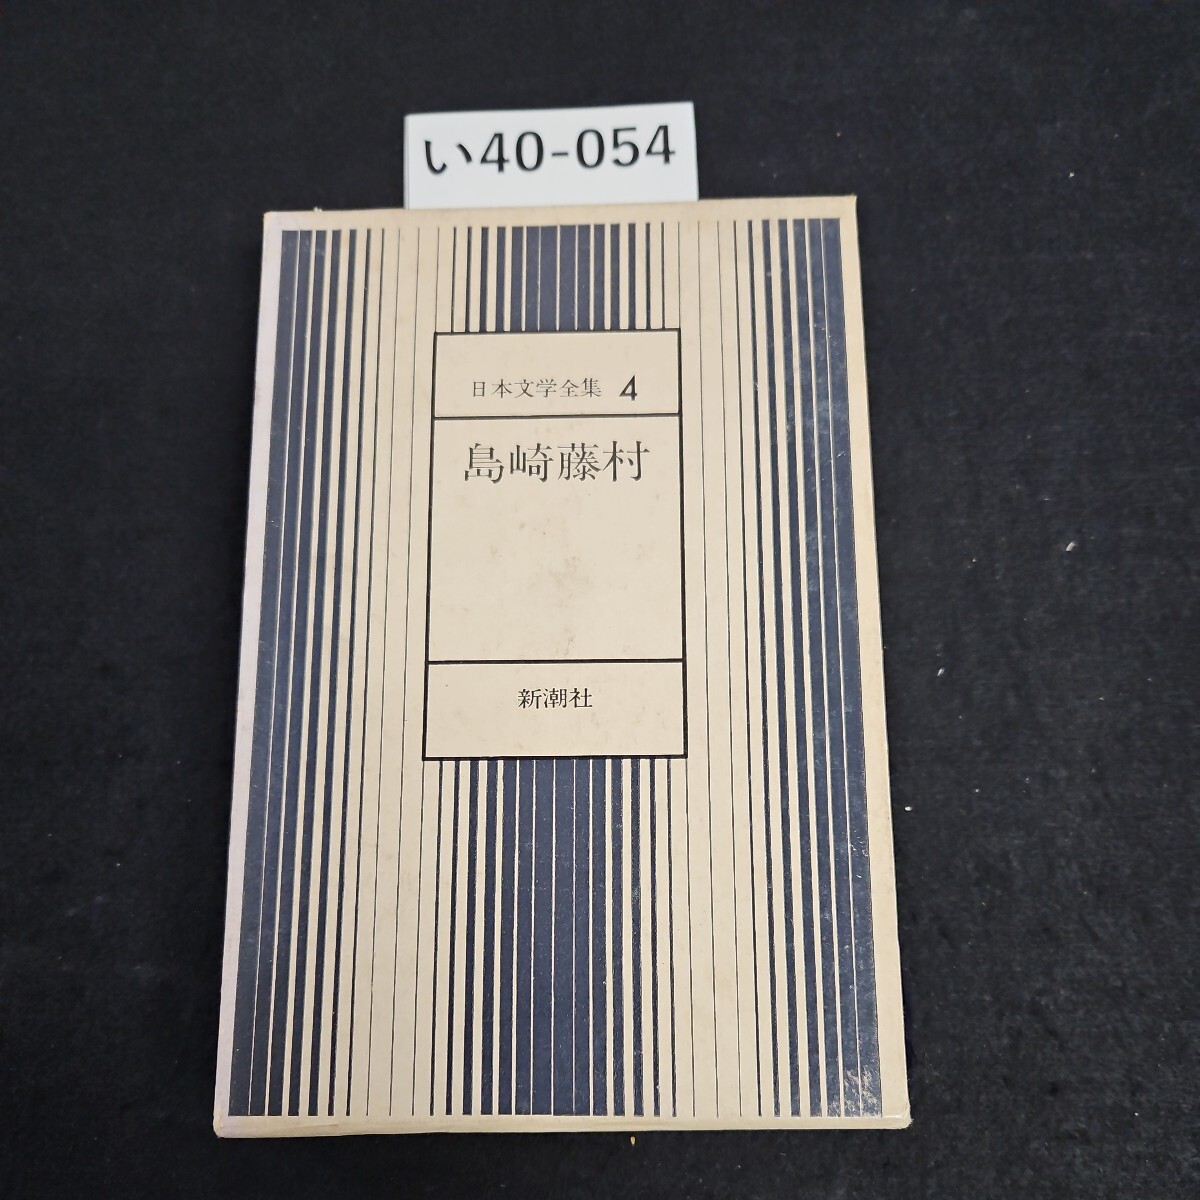 い40-054
日本文学全集 4
島崎藤村
新潮社